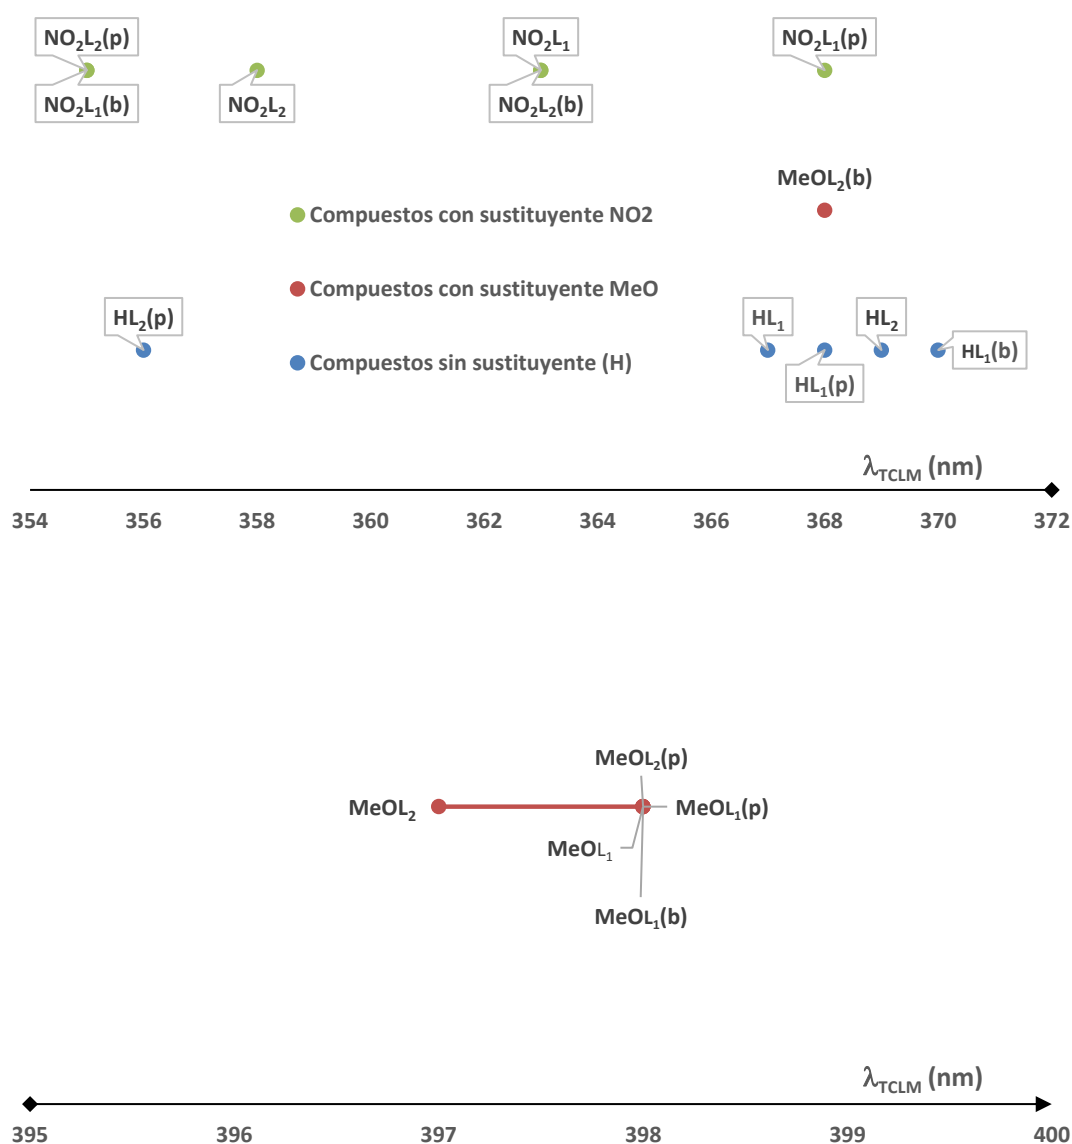 NO₂L₂(p)
NO₂L₁
NO₂L₁(p)
NO₂L₁(b)
NO₂L₂
NO₂L₂(b)
MeOL₂(b)
Compuestos con sustituyente NO2
Compuestos con sustituyente MeO
Compuestos sin sustituyente (H)
HL₂(p)
HL₁
HL₂
HL₁(b)
HL₁(p)
λTCLM (nm)
354 356 358 360 362 364 366 368 370 372
MeOL₂(p)
MeOL₂
MeOL₁(p)
MeOL₁
MeOL₁(b)
λTCLM (nm)
395 396 397 398 399 400